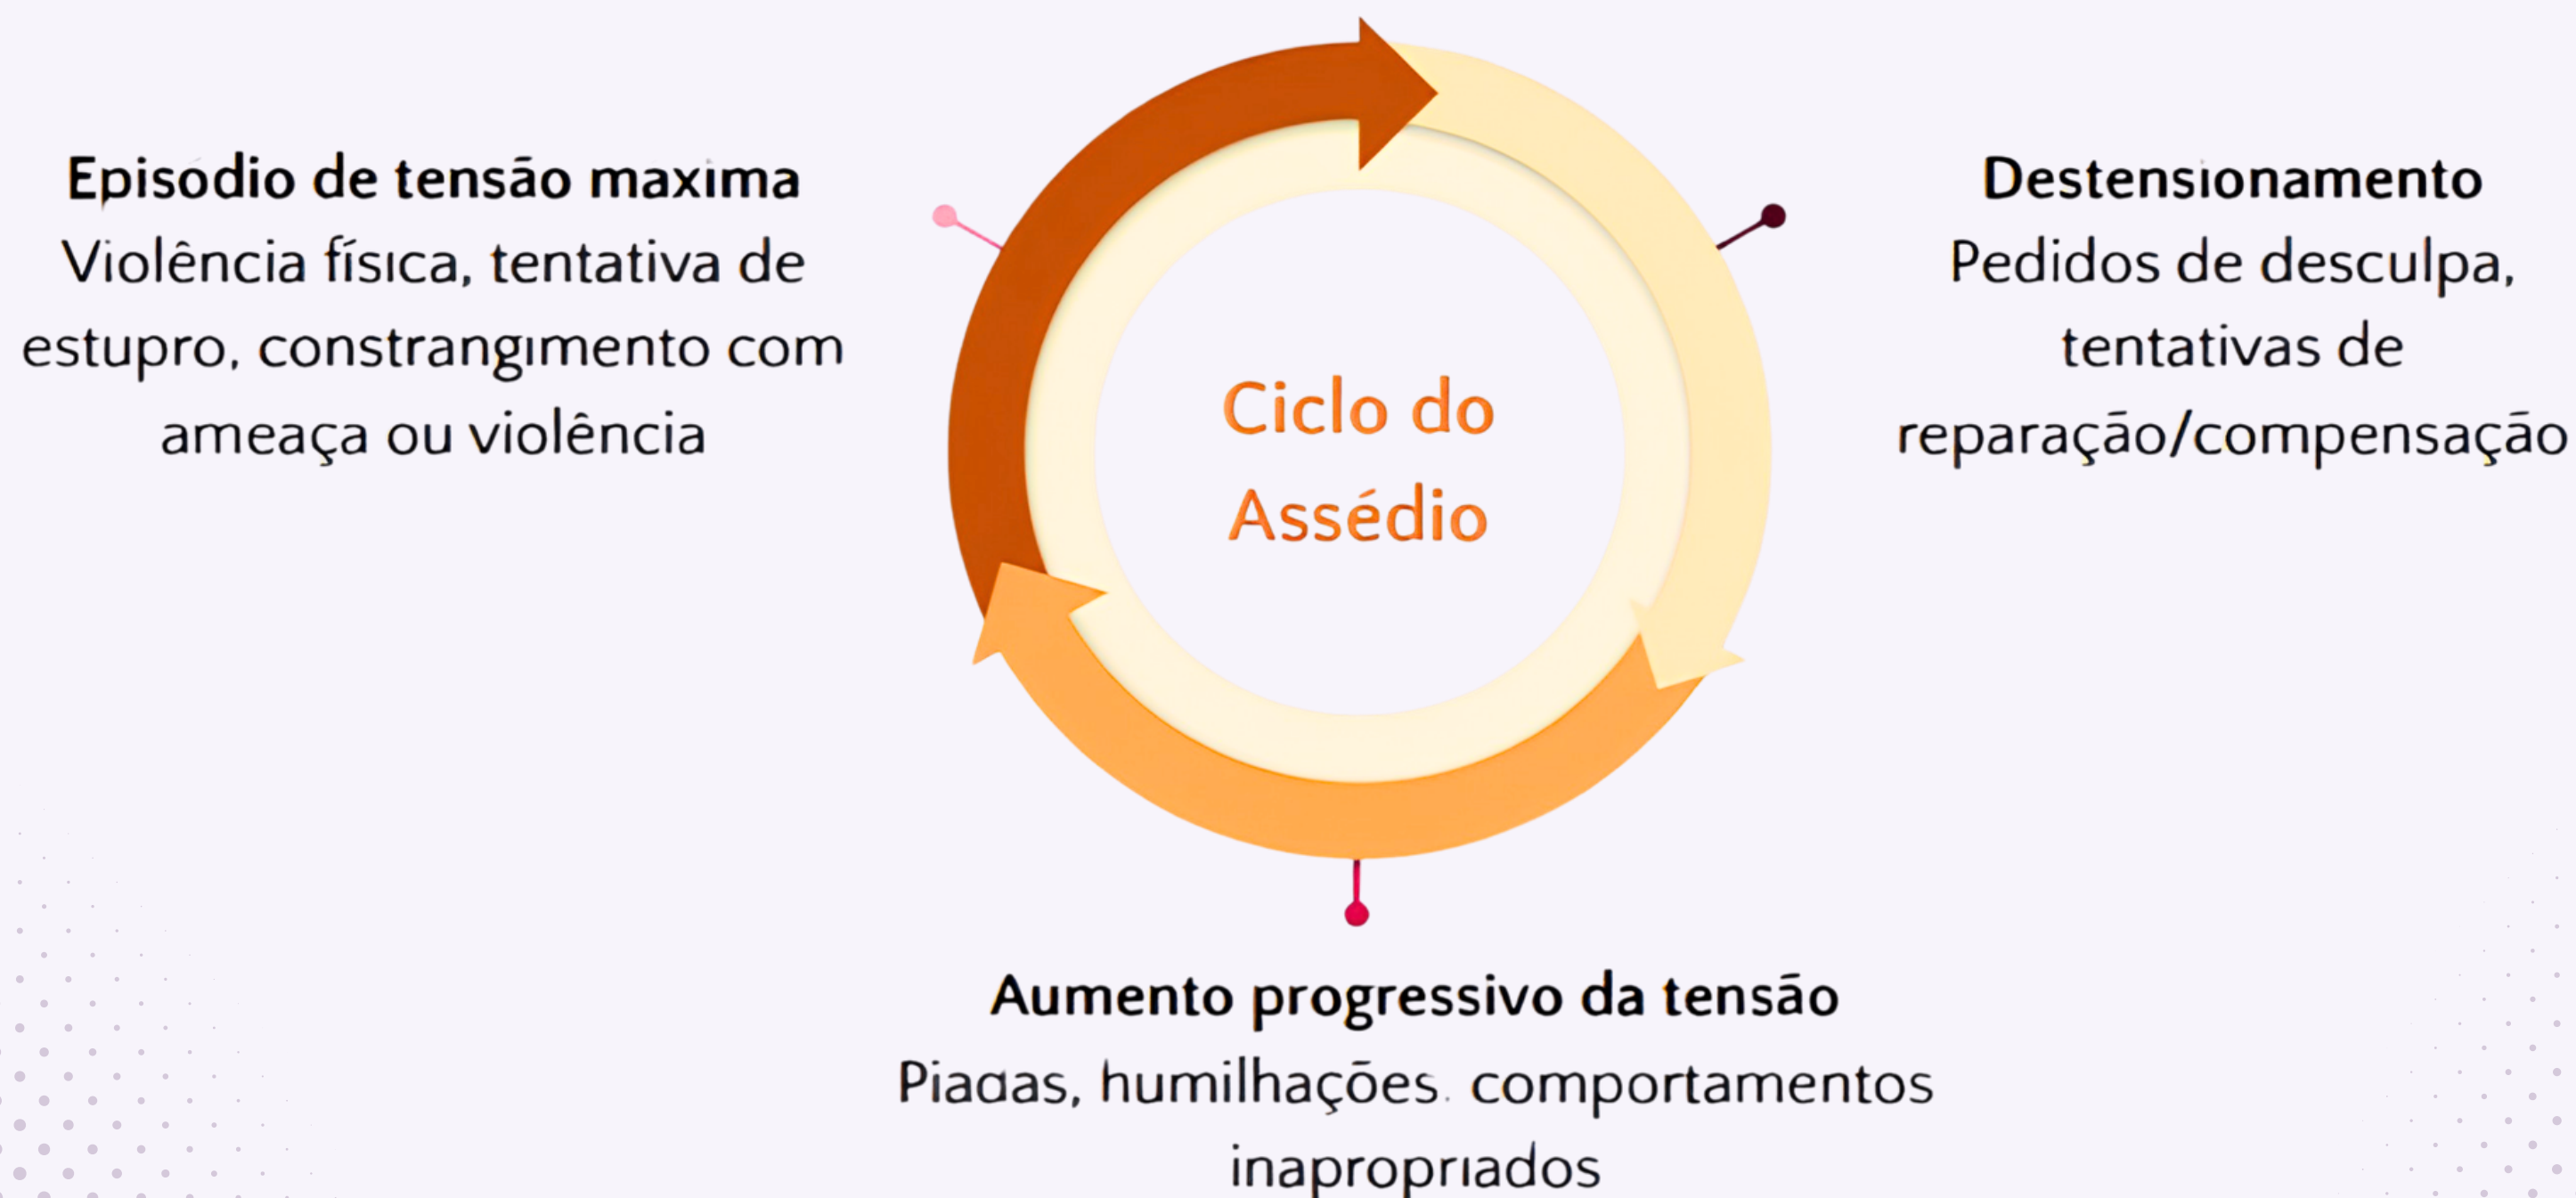 Episódio de tensão maxima
Violência física, tentativa de
estupro, constrangimento com
ameaça ou violência
Ciclo do
Assédio
Destensionamento
Pedidos de desculpa,
tentativas de
reparação/compensação
Aumento progressivo da tensão
Piadas, humilhações. comportamentos
inapropriados